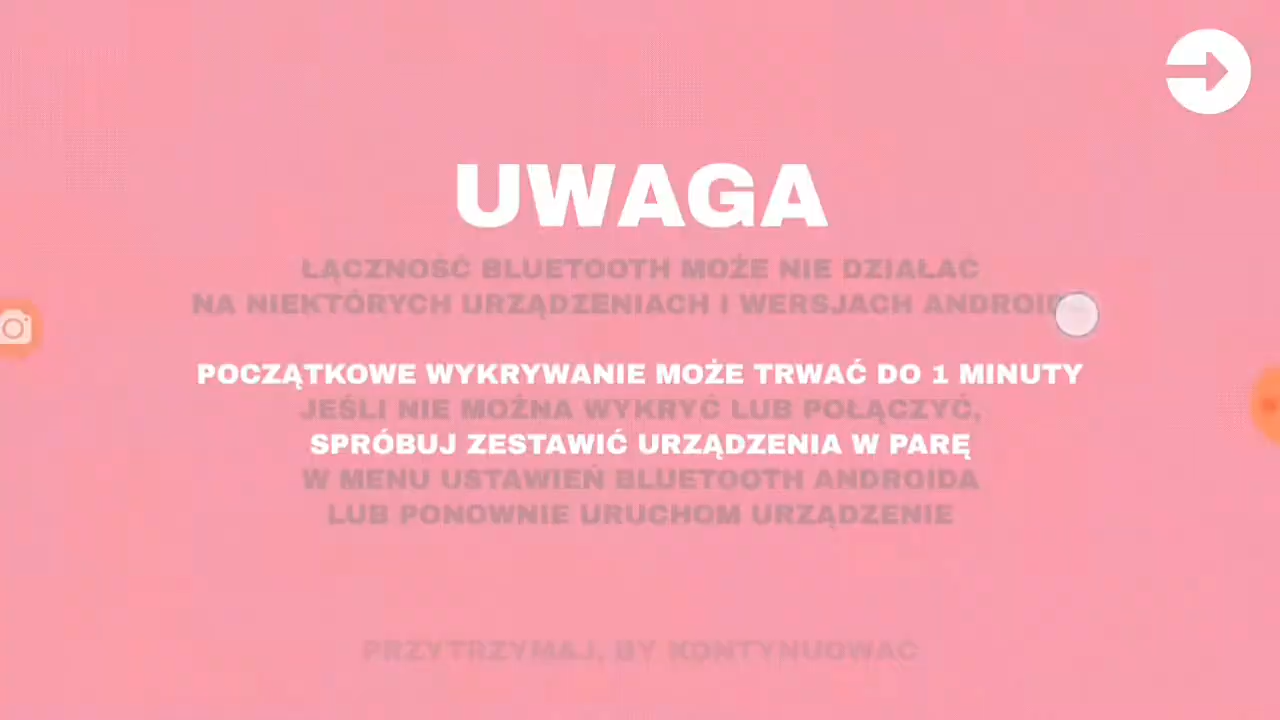 UWAGA
ŁĄCZNOŚĆ BLUETOOTH MOŻE NIE DZIAŁAĆ
NA NIEKTÓRYCH URZĄDZENIACH I WERSJACH
POCZĄTKOWE WYKRYWANIE MOŻE TRWAĆ DO 1 MINUTY
JEŚLI NIE MOŻNA WYKRYĆ LUB POŁĄCZYĆ,
SPRÓBUJ ZESTAWIĆ URZĄDZENIA W PARĘ
W MENU USTAWIEŃ BLUETOOTH ANDROIDA
LUB PONOWNIE URUCHOM URZĄDZENIE
PRZYTRZYMAJ, BY KONTYNUOWAĆ